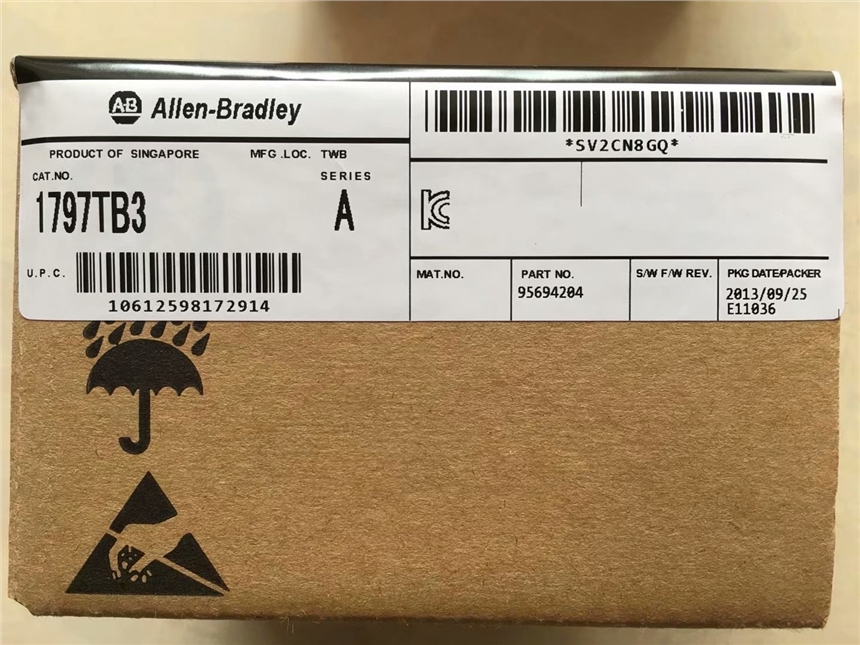 AB Allen-Bradley
*SV2CN8GQ*
PRODUCT OF SINGAPORE MFG.LOC. TWB
CAT.NO. SERIES
1797TB3 A
U.P.C.
10612598172914
KC
MAT.NO. PART NO. S/W F/W REV. PKG DATE/PACKER
95694204 2013/09/25
E11036